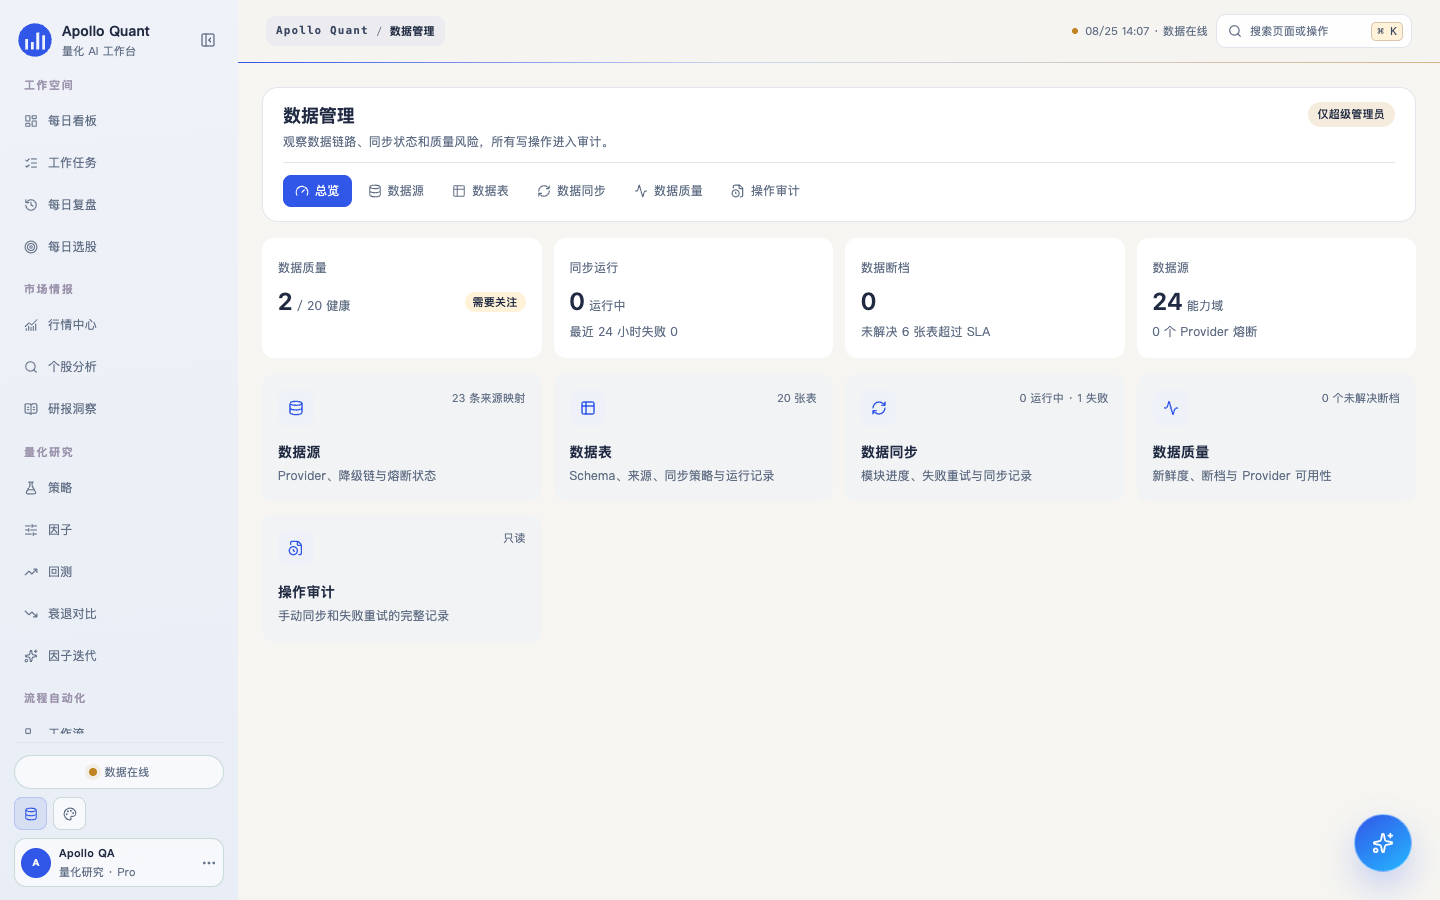 Apollo Quant
量化 AI 工作台
工作空间
每日看板
工作任务
每日复盘
每日选股
市场情报
行情中心
个股分析
研报洞察
量化研究
策略
因子
回测
衰退对比
因子迭代
流程自动化
工作流
数据在线
A
Apollo QA
量化研究 · Pro
Apollo Quant / 数据管理
08/25 14:07 · 数据在线
搜索页面或操作
⌘ K
数据管理
仅超级管理员
观察数据链路、同步状态和质量风险，所有写操作进入审计。
总览
数据源
数据表
数据同步
数据质量
操作审计
数据质量
2 / 20 健康
需要关注
同步运行
0 运行中
最近 24 小时失败 0
数据断档
0
未解决 6 张表超过 SLA
数据源
24 能力域
0 个 Provider 熔断
23 条来源映射
数据源
Provider、降级链与熔断状态
20 张表
数据表
Schema、来源、同步策略与运行记录
0 运行中 · 1 失败
数据同步
模块进度、失败重试与同步记录
0 个未解决断档
数据质量
新鲜度、断档与 Provider 可用性
只读
操作审计
手动同步和失败重试的完整记录